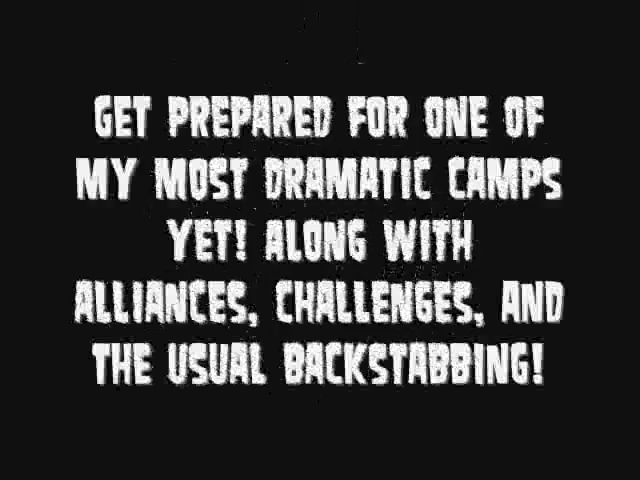 GET PREPARED FOR ONE OF
MY MOST DRAMATIC CAMPS
YET! ALONG WITH
ALLIANCES, CHALLENGES, AND
THE USUAL BACKSTABBING!